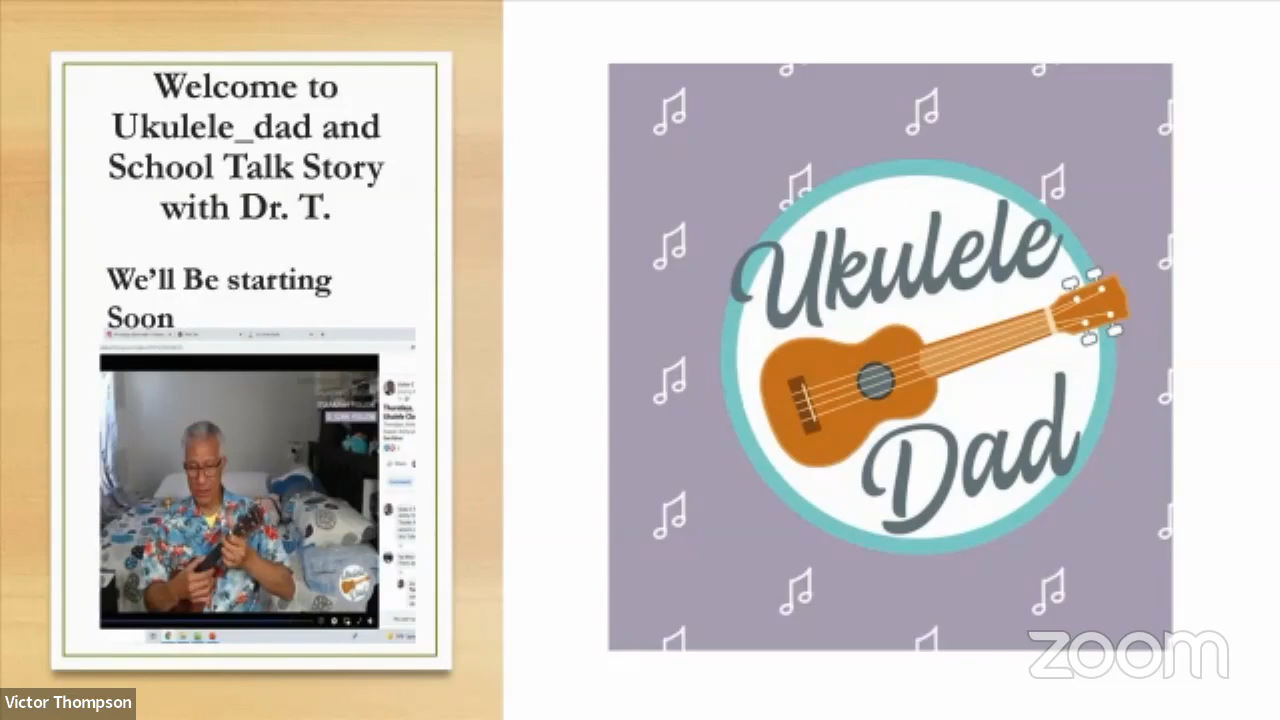 Welcome to
Ukulele_dad and
School Talk Story
with Dr. T.
We'll Be starting
Soon
Ukulele
Dad
zoom
Victor Thompson